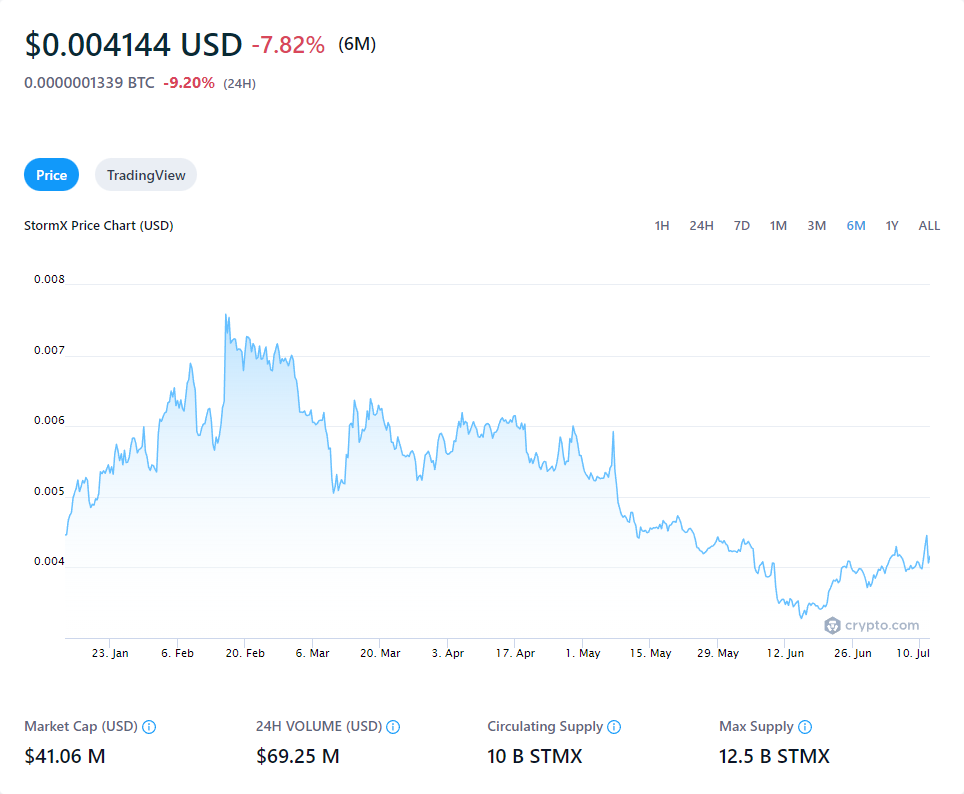 $0.004144 USD -7.82% (6M)
0.0000001339 BTC -9.20% (24H)
Price TradingView
StormX Price Chart (USD) 1H 24H 7D 1M 3M 6M 1Y ALL
0.008
0.007
0.006
0.005
0.004
crypto.com
23. Jan 6. Feb 20. Feb 6. Mar 20. Mar 3. Apr 17. Apr 1. May 15. May 29. May 12. Jun 26. Jun 10. Jul
Market Cap (USD) 24H VOLUME (USD) Circulating Supply Max Supply
$41.06 M $69.25 M 10 B STMX 12.5 B STMX